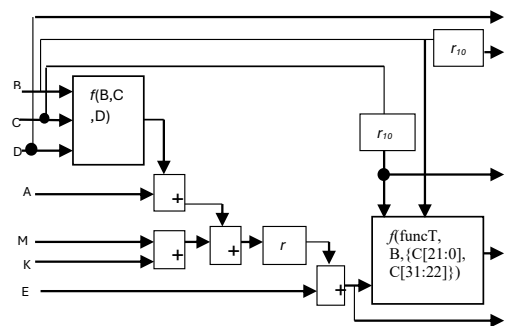 r10
B
f(B,C
,D)
C
r10
D
A
+
f(funcT,
B,{C[21:0],
C[31:22]})
M
+
+
r
K
E
+